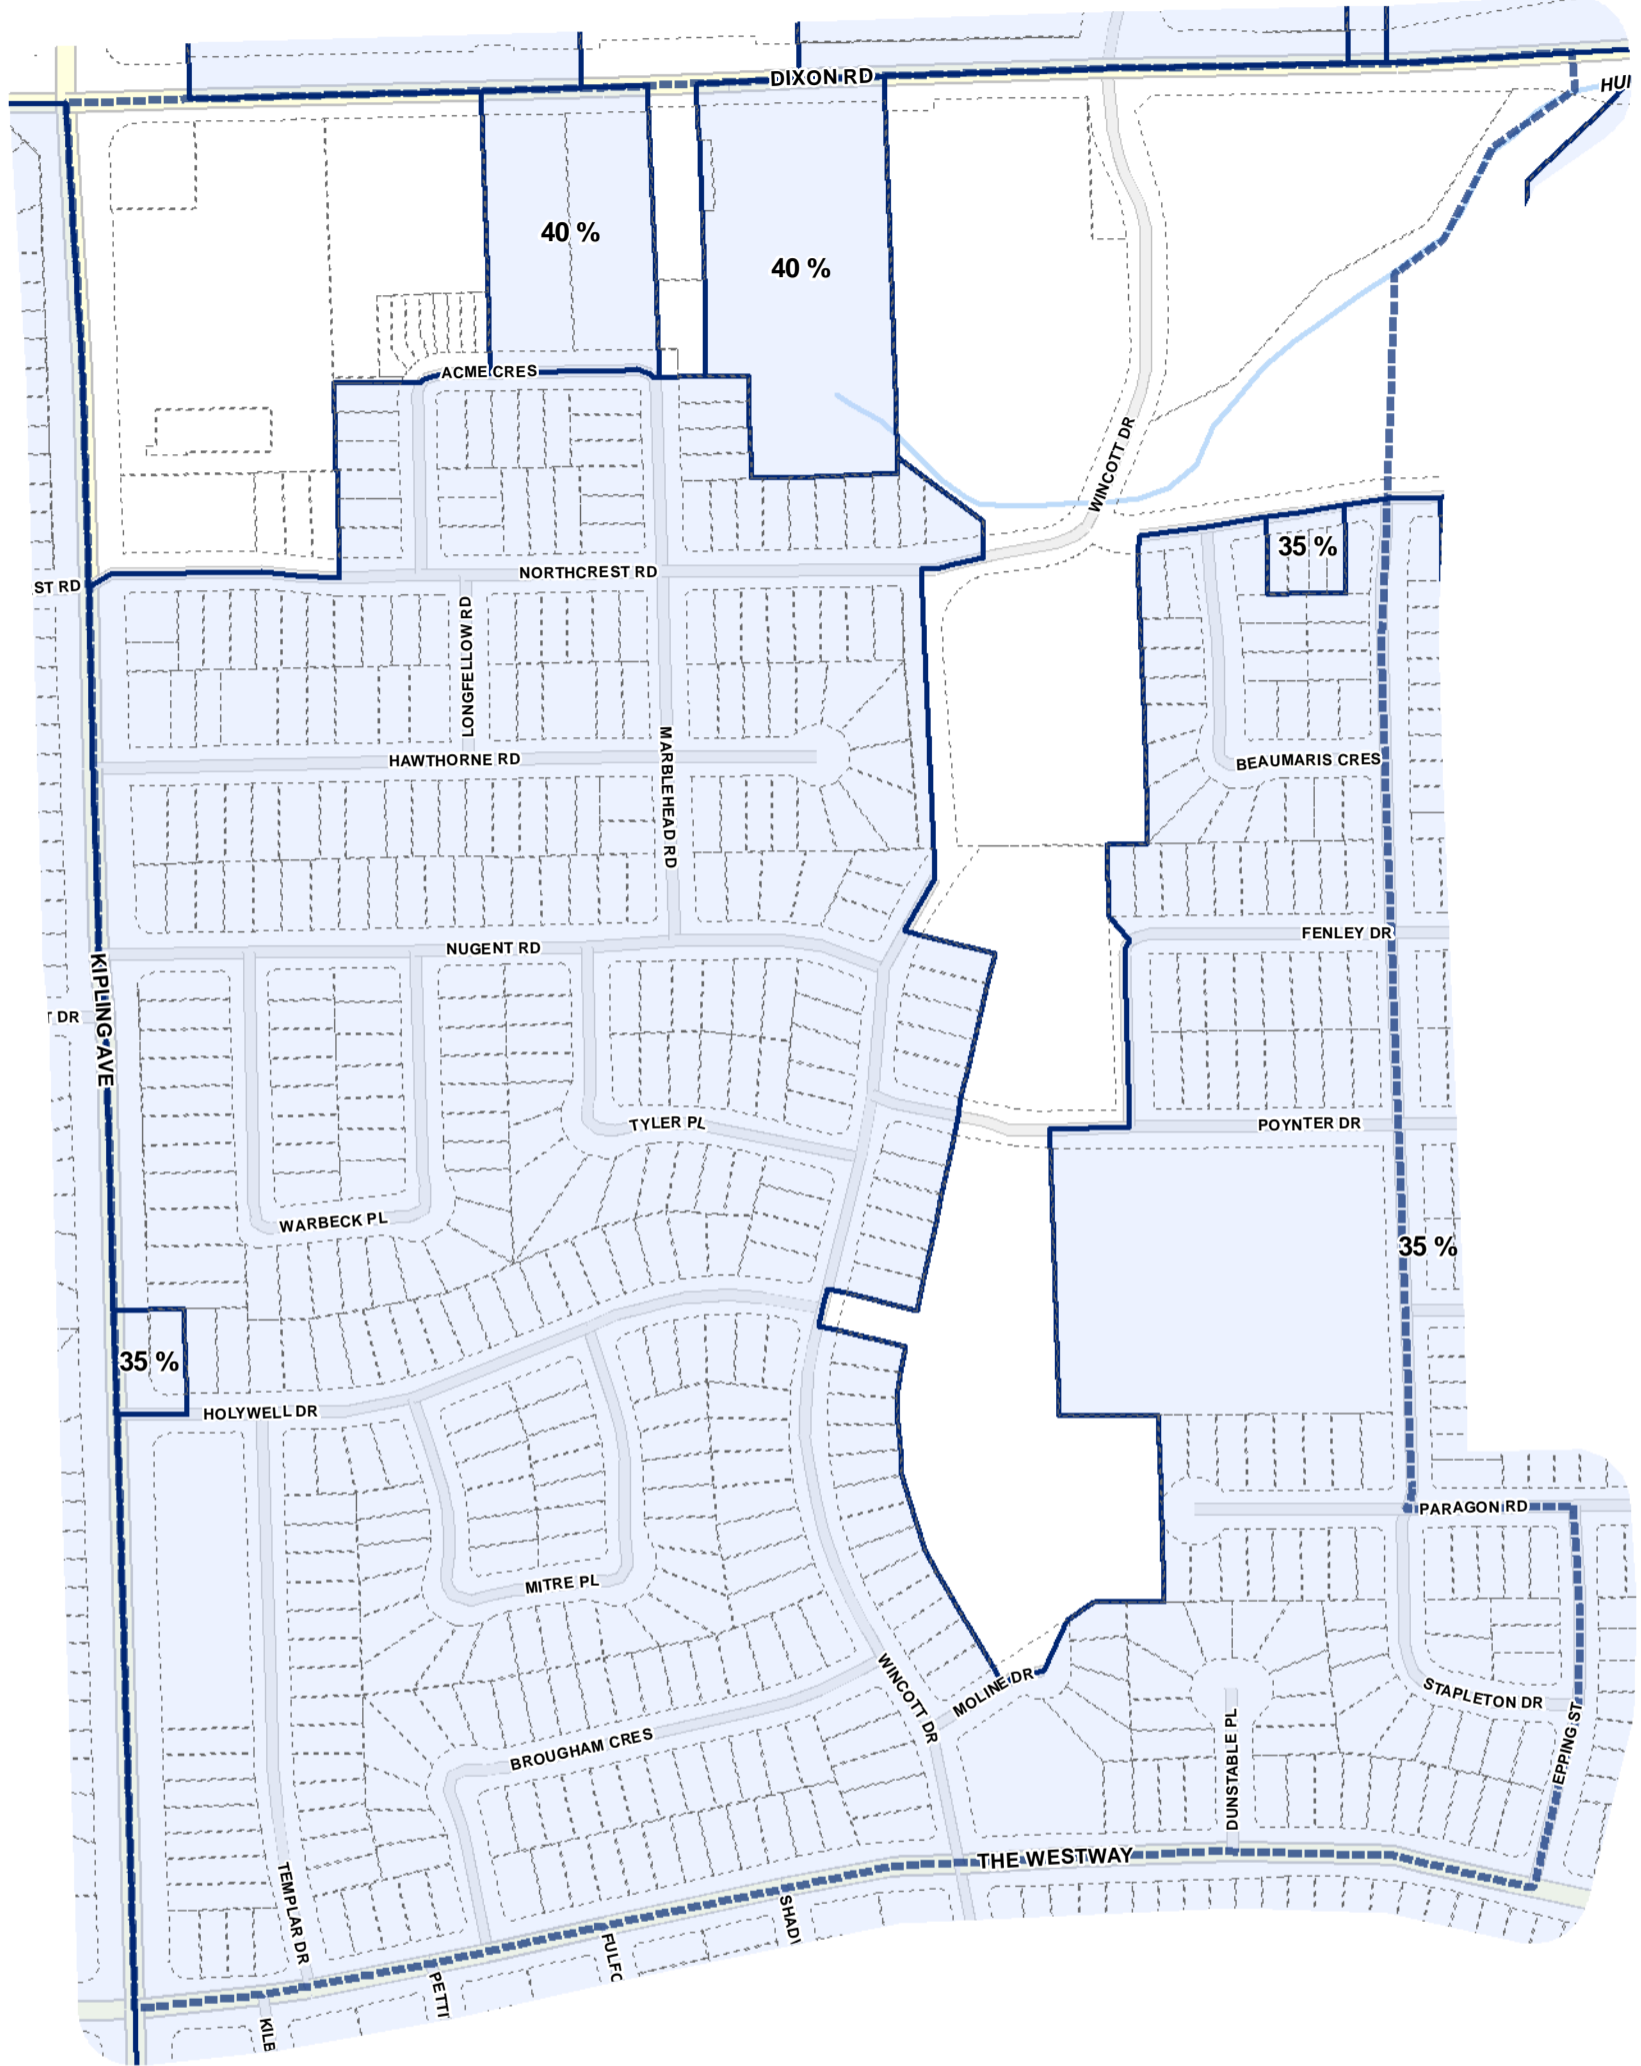 DIXON RD
HU
40 %
40 %
ACME CRES
WINCOTT DR
35 %
ST RD
NORTHCREST RD
LONGFELLOW RD
HAWTHORNE RD
MARBLEHEAD RD
BEAUMARIS CRES
FENLEY DR
NUGENT RD
KIPLING AVE
T DR
TYLER PL
POYNTER DR
WARBECK PL
35 %
35 %
HOLYWELL DR
PARAGON RD
MITRE PL
WINCOTT DR
MOLINE DR
STAPLETON DR
BROUGHAM CRES
DUNSTABLE PL
EPPING ST
THE WESTWAY
TEMPLAR DR
SHAD
FULFO
PETTI
KILB